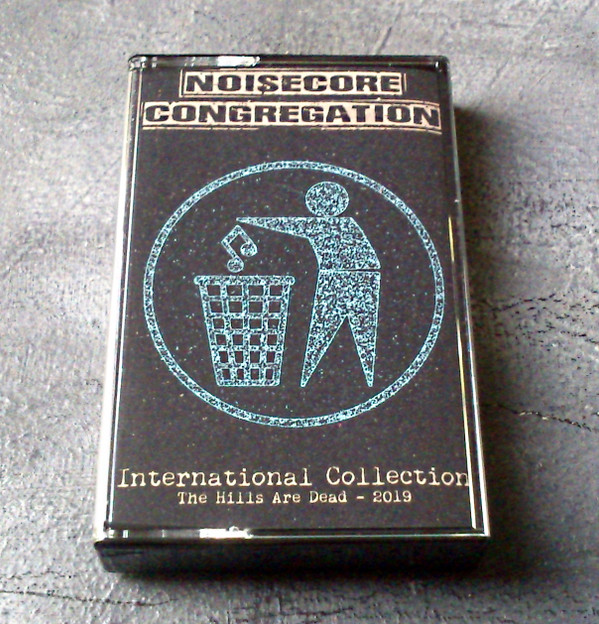 NOISECORE
CONGREGATION
International Collection
The Hills Are Dead - 2019